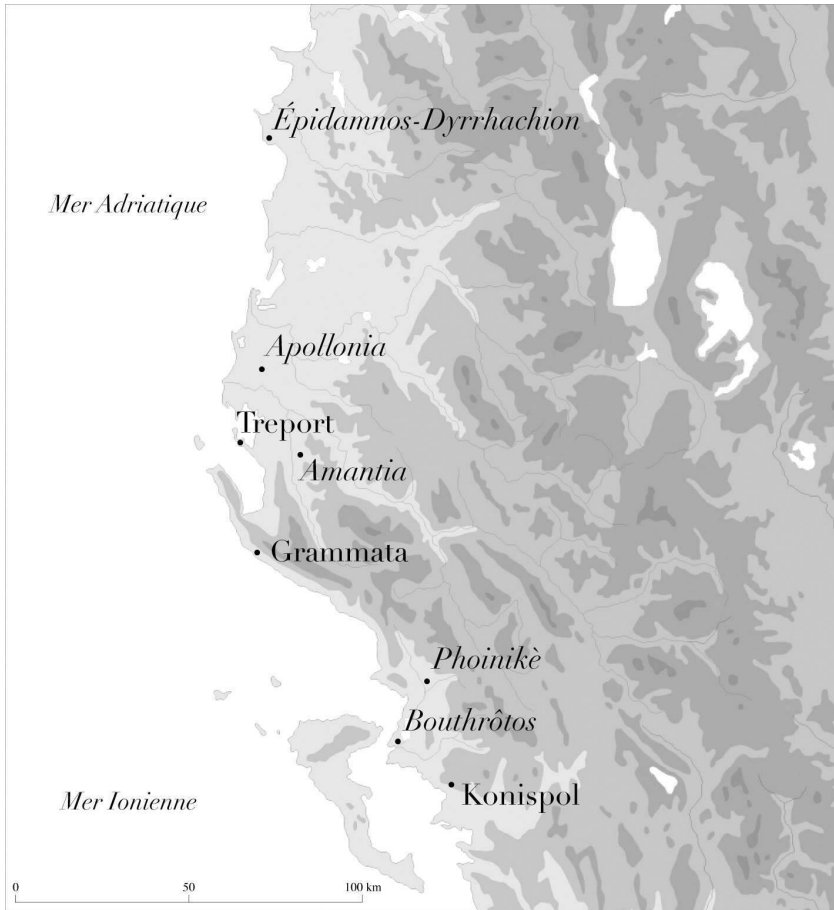 Épidamnos-Dyrrhachion
Mer Adriatique
Apollonia
Treport
Amantia
Grammata
Phoinikè
Bouthrôtos
Konispol
Mer Ionienne
0 50 100 km